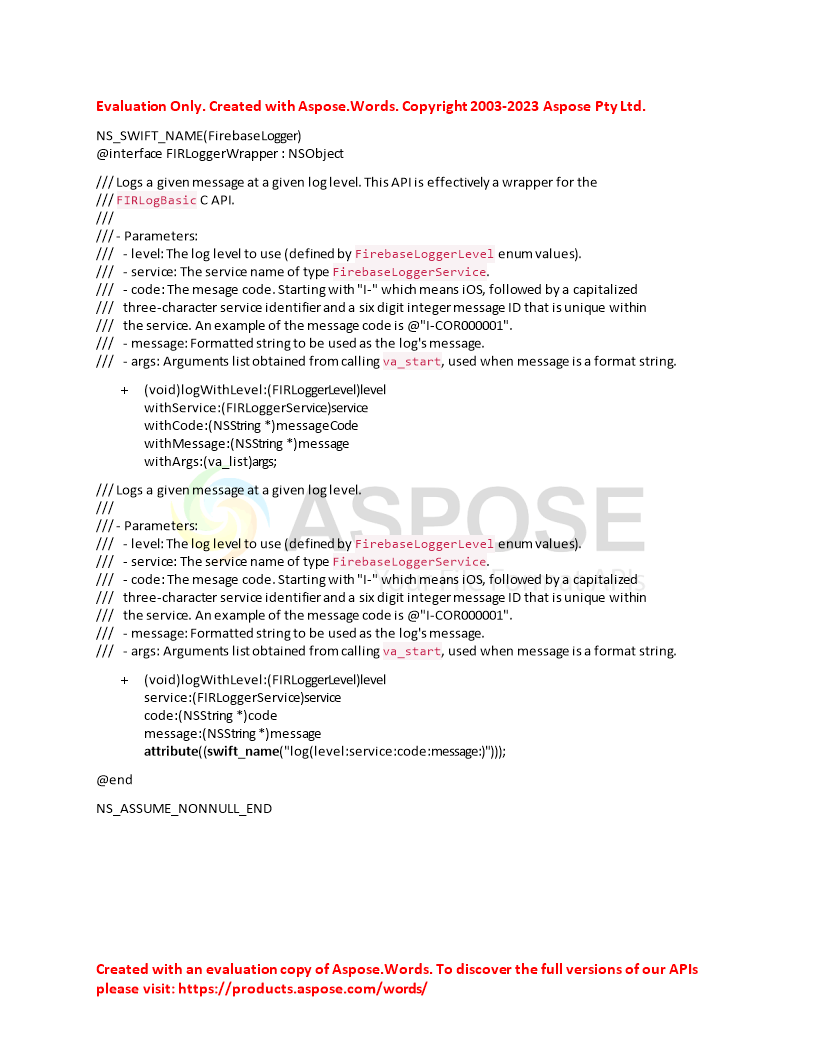 Evaluation Only. Created with Aspose.Words. Copyright 2003-2023 Aspose Pty Ltd.
NS_SWIFT_NAME(FirebaseLogger)
@interface FIRLoggerWrapper : NSObject
/// Logs a given message at a given log level. This API is effectively a wrapper for the
/// FIRLogBasic C API.
///
/// - Parameters:
/// - level: The log level to use (defined by FirebaseLoggerLevel enum values).
/// - service: The service name of type FirebaseLoggerService.
/// - code: The mesage code. Starting with "I-" which means iOS, followed by a capitalized
/// three-character service identifier and a six digit integer message ID that is unique within
/// the service. An example of the message code is @"I-COR000001".
/// - message: Formatted string to be used as the log's message.
/// - args: Arguments list obtained from calling va_start, used when message is a format string.
+ (void)logWithLevel:(FIRLoggerLevel)level
withService:(FIRLoggerService)service
withCode:(NSString *)messageCode
withMessage:(NSString *)message
withArgs:(va_list)args;
/// Logs a given message at a given log level.
///
/// - Parameters:
/// - level: The log level to use (defined by FirebaseLoggerLevel enum values).
/// - service: The service name of type FirebaseLoggerService.
/// - code: The mesage code. Starting with "I-" which means iOS, followed by a capitalized
/// three-character service identifier and a six digit integer message ID that is unique within
/// the service. An example of the message code is @"I-COR000001".
/// - message: Formatted string to be used as the log's message.
/// - args: Arguments list obtained from calling va_start, used when message is a format string.
+ (void)logWithLevel:(FIRLoggerLevel)level
service:(FIRLoggerService)service
code:(NSString *)code
message:(NSString *)message
attribute((swift_name("log(level:service:code:message:)")));
@end
NS_ASSUME_NONNULL_END
ASPOSE
Your File Format APIs
Created with an evaluation copy of Aspose.Words. To discover the full versions of our APIs
please visit: https://products.aspose.com/words/